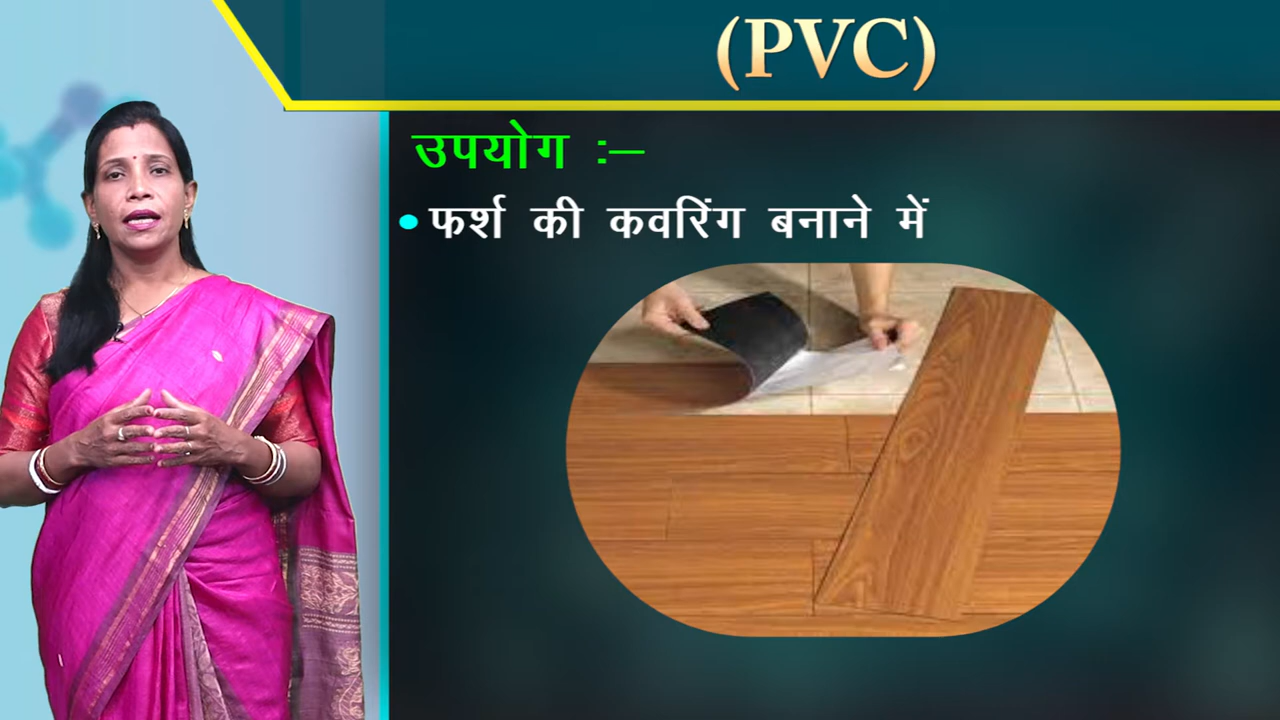 (PVC)
उपयोग :–
• फर्श की कवरिंग बनाने में